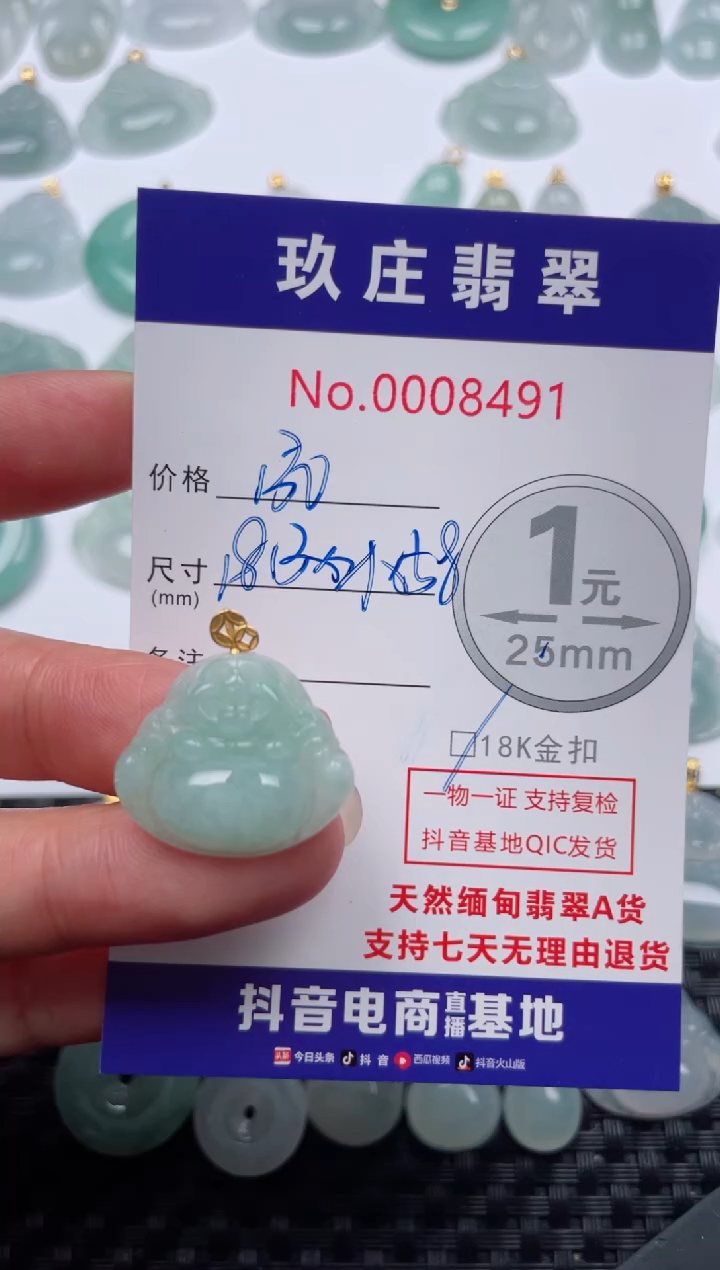 玖庄翡翠
No.0008491
价格
尺寸
(mm)
备注
1元
25mm
□18K金扣
一物一证 支持复检
抖音基地QIC发货
天然缅甸翡翠A货
支持七天无理由退货
抖音电商直播基地
头条 今日头条 抖音 西瓜视频 抖音火山版